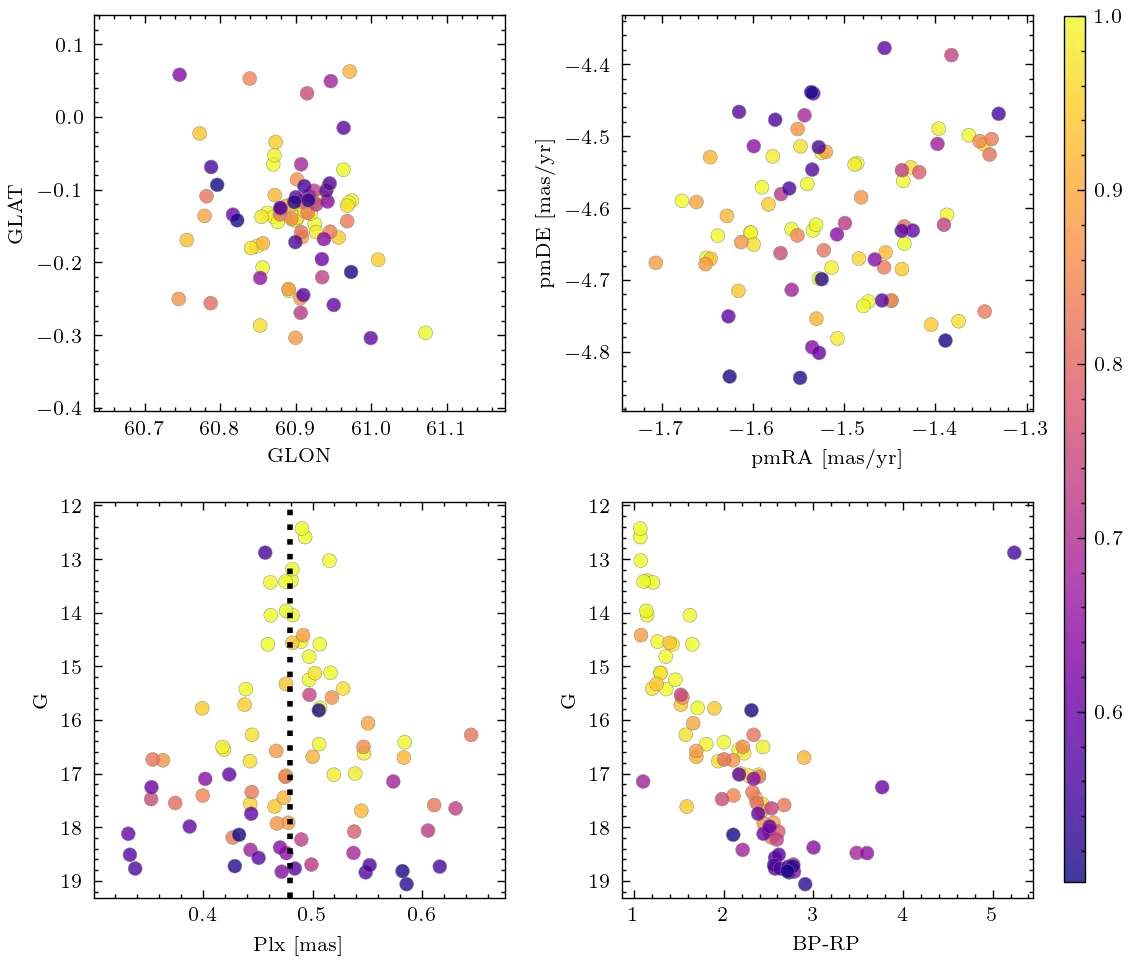 0.1
0.0
−0.1
−0.2
−0.3
−0.4
GLAT
60.7 60.8 60.9 61.0 61.1
GLON
−4.4
−4.5
−4.6
−4.7
−4.8
pmDE [mas/yr]
−1.7 −1.6 −1.5 −1.4 −1.3
pmRA [mas/yr]
12
13
14
15
16
17
18
19
G
0.4 0.5 0.6
Plx [mas]
12
13
14
15
16
17
18
19
G
1 2 3 4 5
BP-RP
1.0
0.9
0.8
0.7
0.6